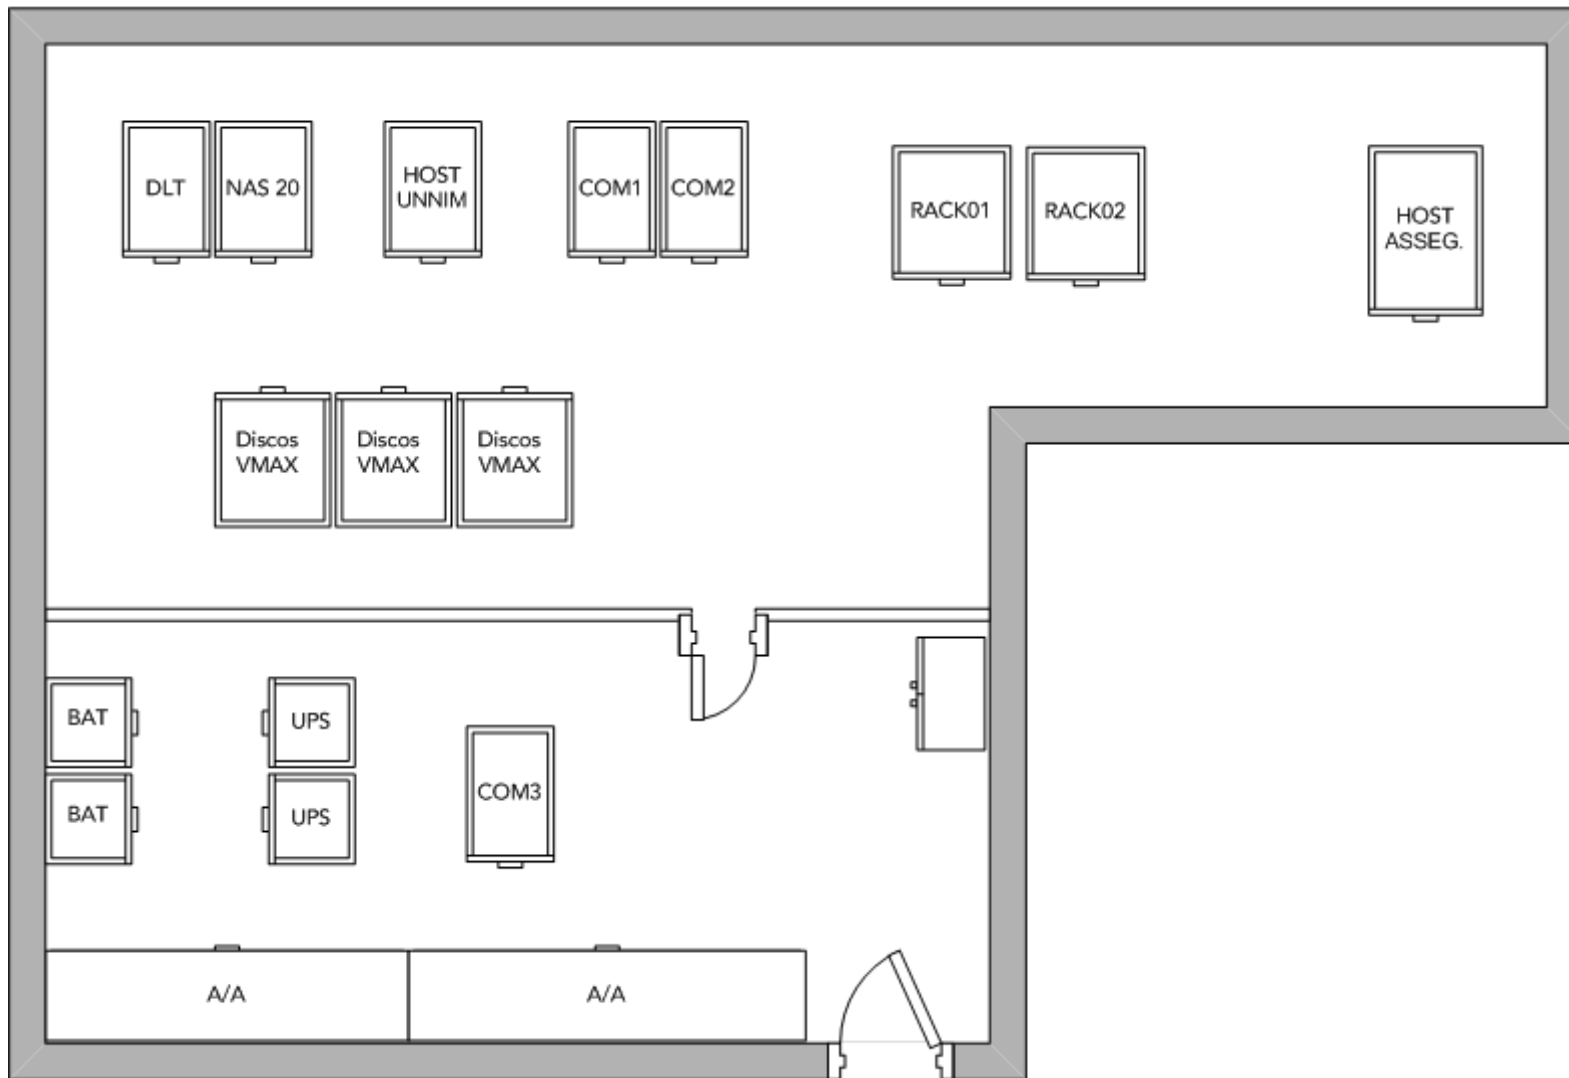 DLT
NAS 20
HOST
UNNIM
COM1
COM2
RACK01
RACK02
HOST
ASSEG.
Discos
VMAX
Discos
VMAX
Discos
VMAX
BAT
UPS
COM3
BAT
UPS
A/A
A/A